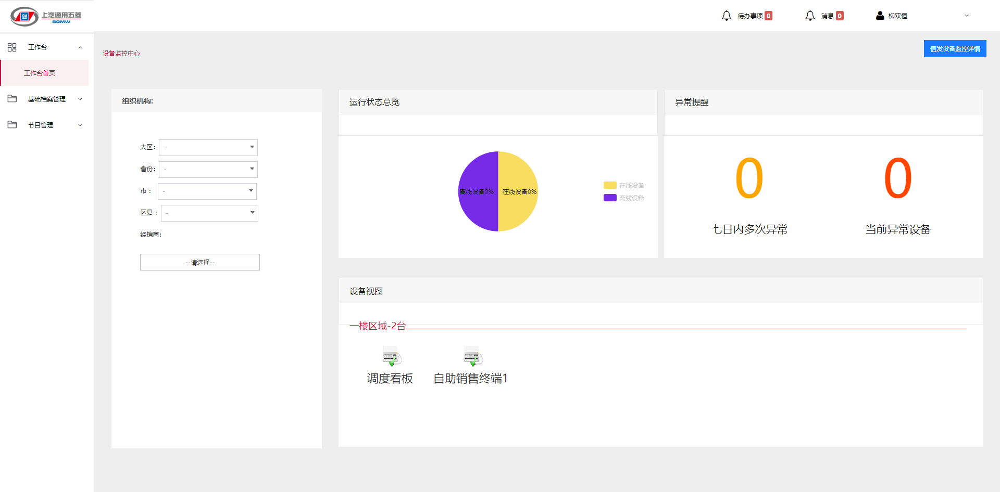 上汽通用五菱
SGMW
GM
待办事项 0
消息 0
柳双恒
工作台
工作台首页
基础档案管理
节目管理
设备监控中心
信发设备监控详情
组织机构:
大区: -
省份: -
市: -
区县: -
经销商:
--请选择--
运行状态总览
离线设备0%
在线设备0%
在线设备
离线设备
异常提醒
0
0
七日内多次异常
当前异常设备
设备视图
一楼区域-2台
调度看板
自助销售终端1